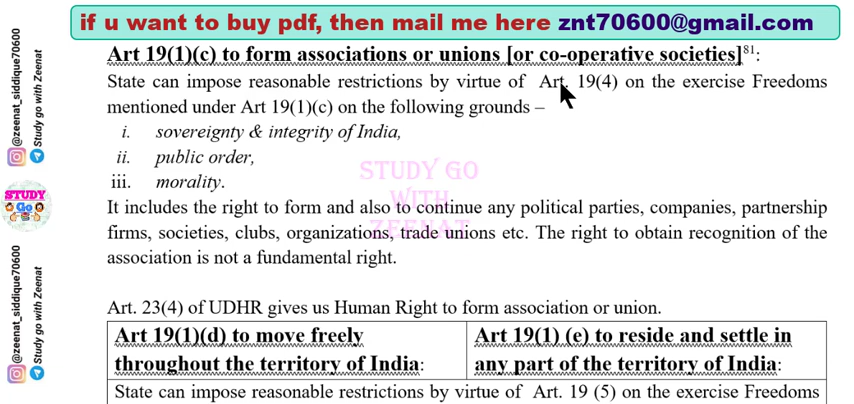 if u want to buy pdf, then mail me here znt70600@gmail.com
@zeenat_siddique70600
Study go with Zeenat
STUDY
Go
@zeenat_siddique70600
Study go with Zeenat
Art 19(1)(c) to form associations or unions [or co-operative societies]81:
State can impose reasonable restrictions by virtue of Art. 19(4) on the exercise Freedoms
mentioned under Art 19(1)(c) on the following grounds –
i. sovereignty & integrity of India,
ii. public order,
iii. morality.
STUDY GO
WITH
ZEENAT
It includes the right to form and also to continue any political parties, companies, partnership
firms, societies, clubs, organizations, trade unions etc. The right to obtain recognition of the
association is not a fundamental right.
Art. 23(4) of UDHR gives us Human Right to form association or union.
Art 19(1)(d) to move freely
throughout the territory of India:
Art 19(1) (e) to reside and settle in
any part of the territory of India:
State can impose reasonable restrictions by virtue of Art. 19 (5) on the exercise Freedoms